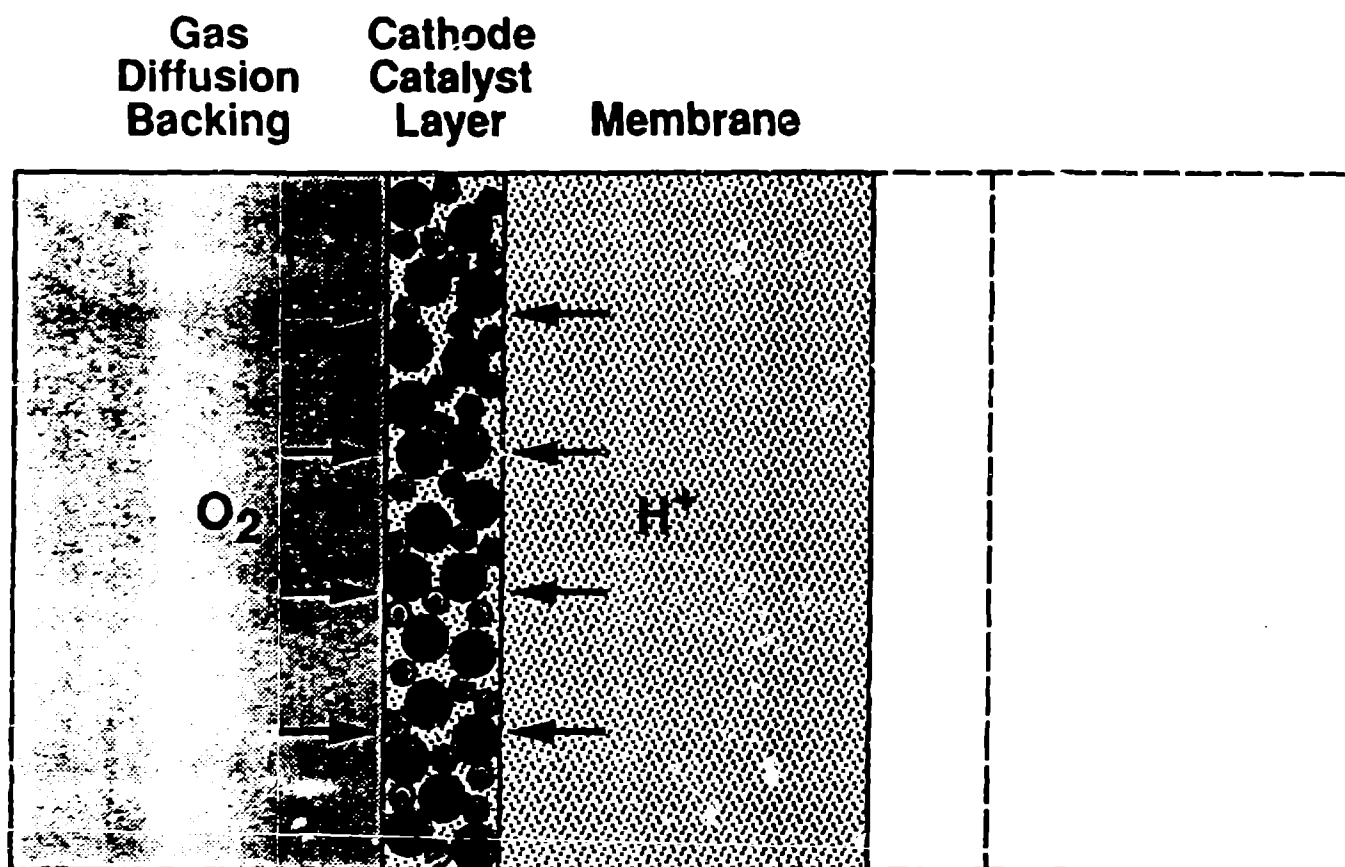 Gas
Diffusion
Backing
Cathode
Catalyst
Layer
Membrane
O₂
H⁺